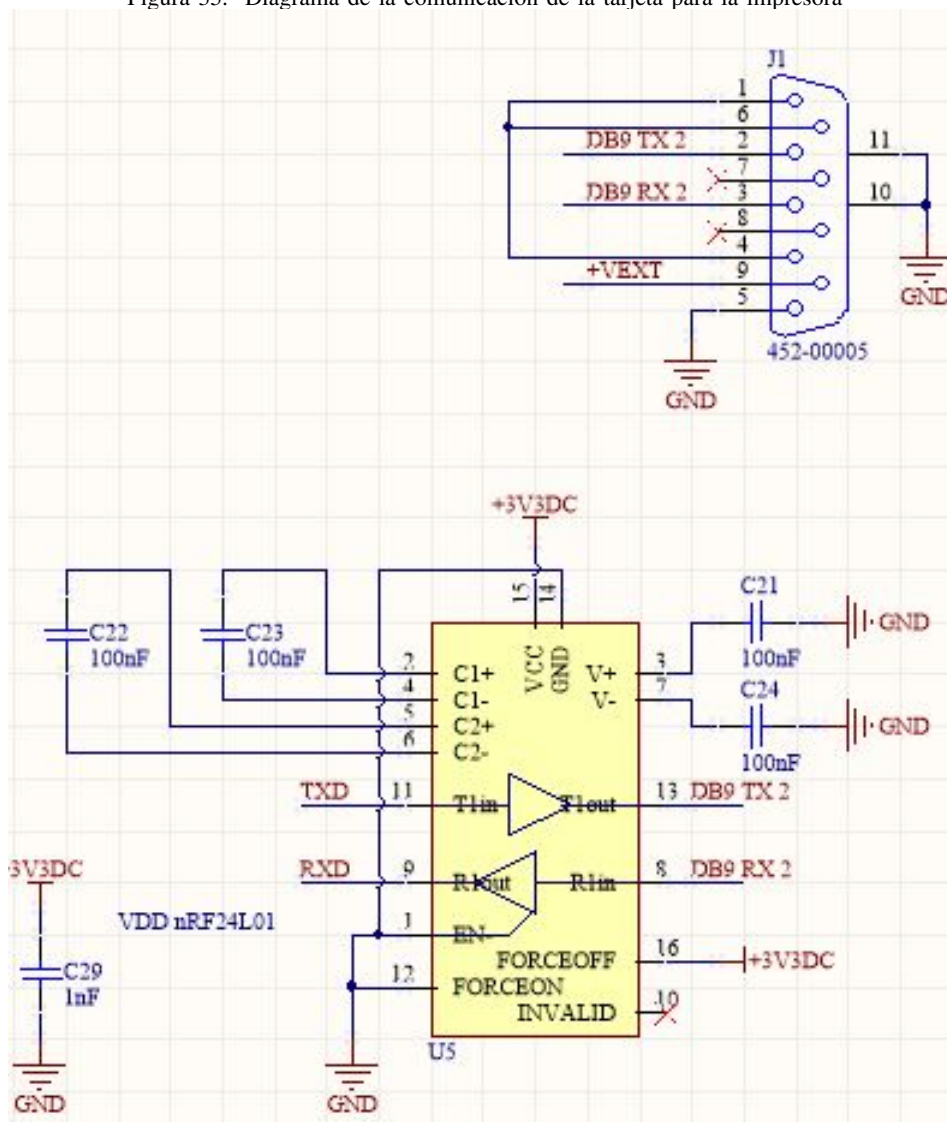 Figura 33. Diagrama de la comunicación de la tarjeta para la impresora
J1
1
6
DB9 TX 2 2
7
DB9 RX 2 3
8
4
+VEXT 9
5
11
10
GND
452-00005
GND
+3V3DC
15 14
VCC GND
C22
100nF
C23
100nF
2 C1+
4 C1-
5 C2+
6 C2-
V+ 3
V- 7
C21
100nF
GND
C24
100nF
GND
TXD 11 T1in T1out 13 DB9 TX 2
RXD 9 R1out R1in 8 DB9 RX 2
1 EN-
FORCEOFF 16 +3V3DC
12 FORCEON
INVALID 10
U5
GND
3V3DC
VDD nRF24L01
C29
1nF
GND